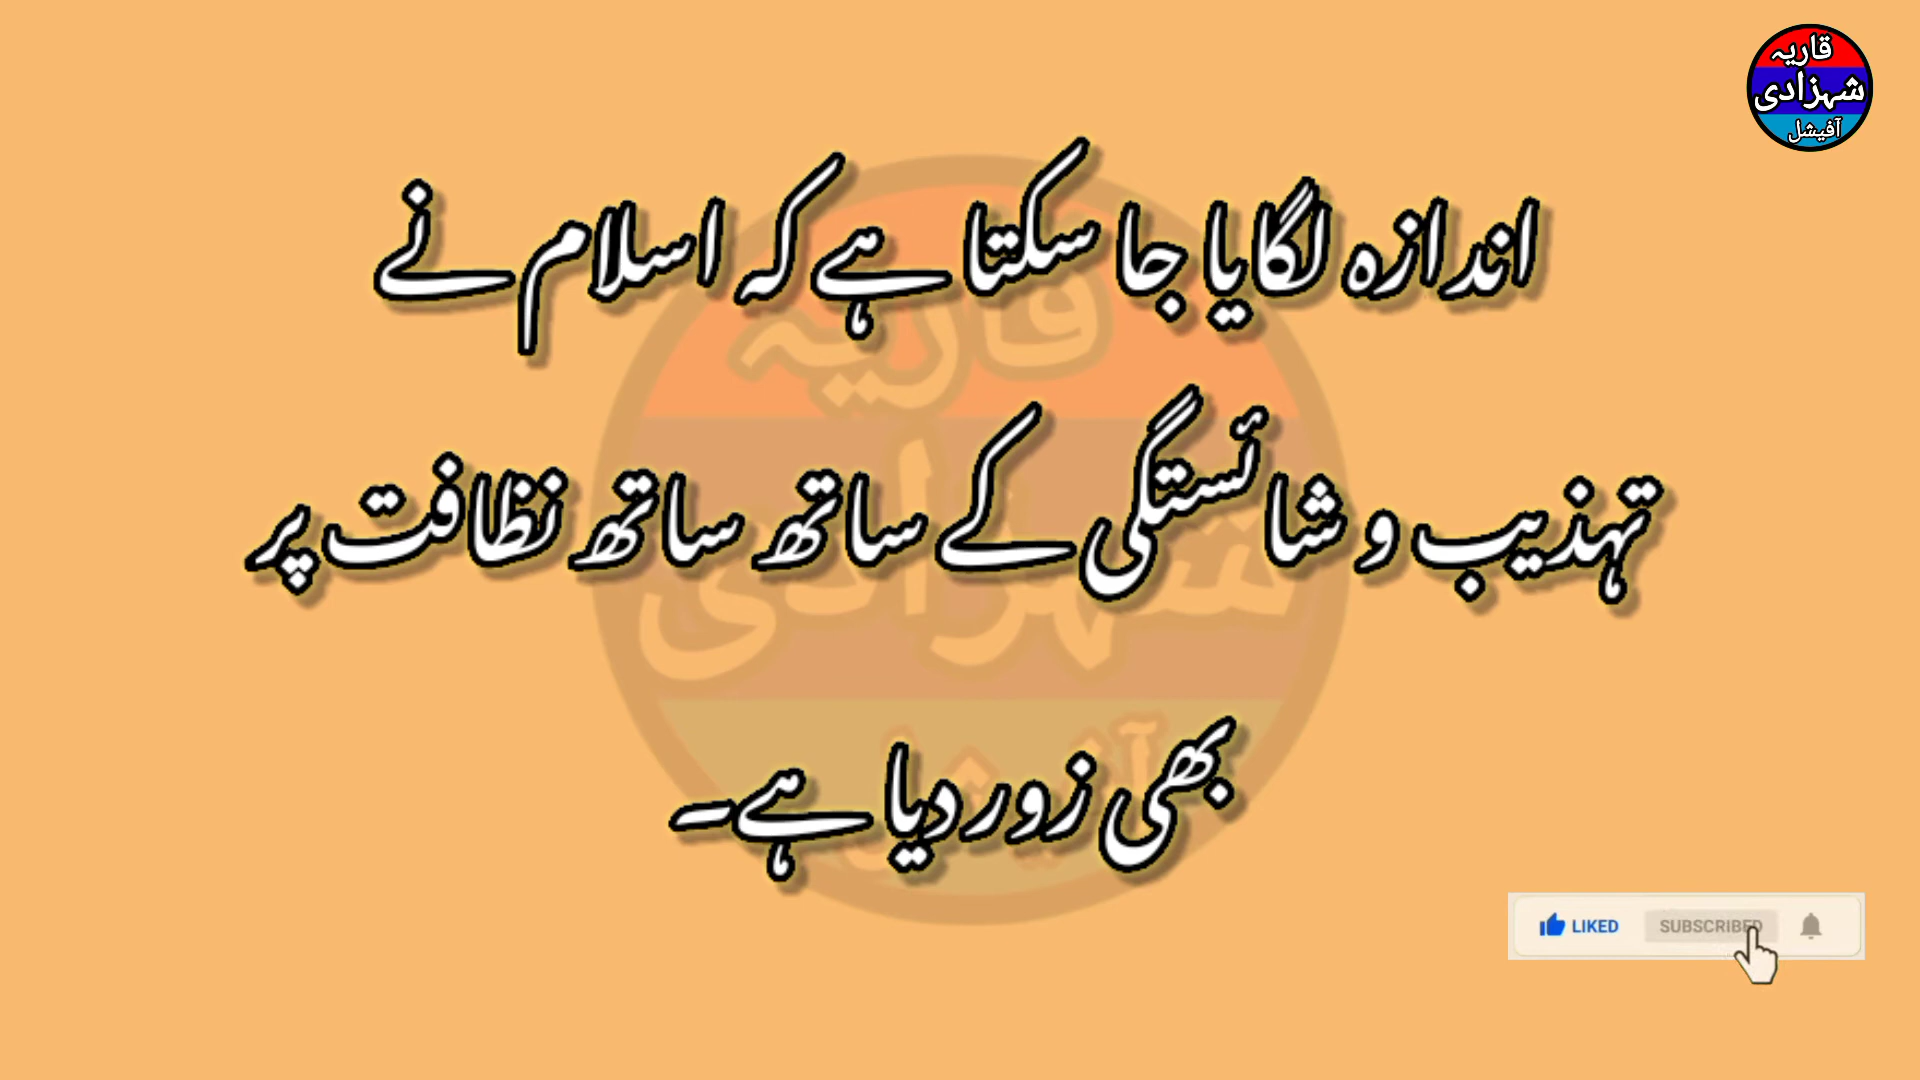 قاریہ
شہزادی
آفیشل
اندازہ لگایا جا سکتا ہے کہ اسلام نے
تہذیب و شائستگی کے ساتھ ساتھ نظافت پر
بھی زور دیا ہے۔
LIKED SUBSCRIBED